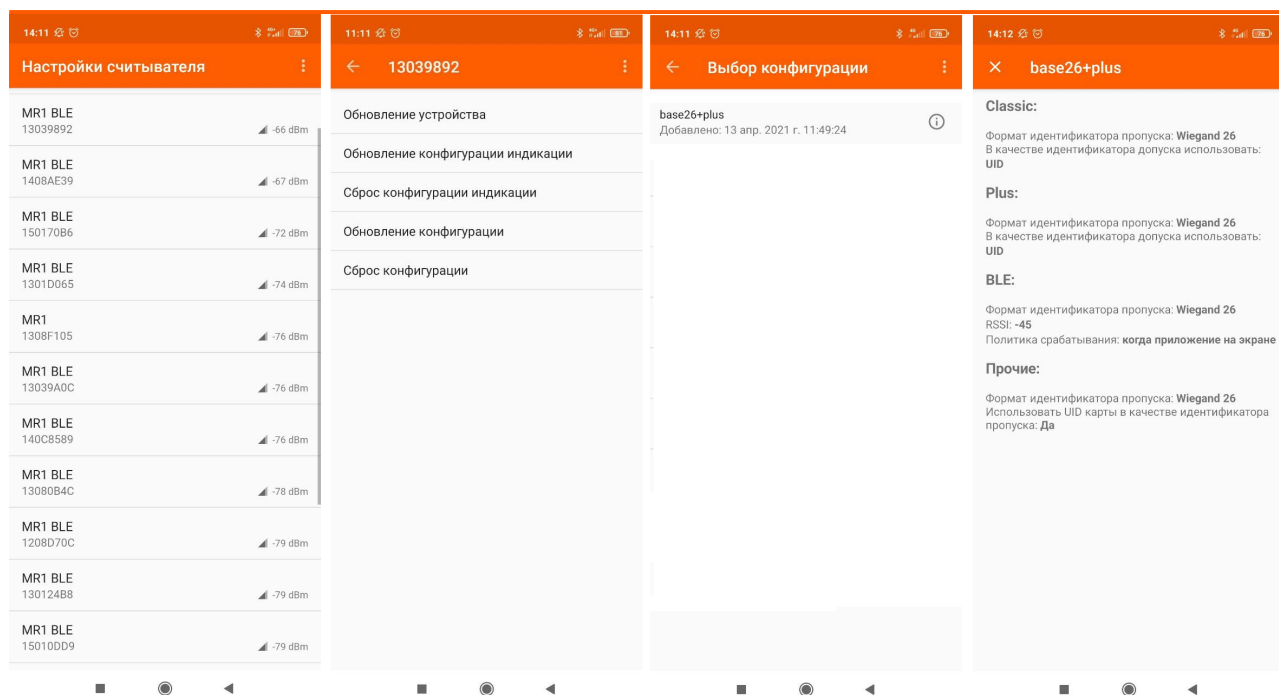 14:11
76
Настройки считывателя
MR1 BLE
13039892
-66 dBm
MR1 BLE
1408AE39
-67 dBm
MR1 BLE
150170B6
-72 dBm
MR1 BLE
1301D065
-74 dBm
MR1
1308F105
-76 dBm
MR1 BLE
13039A0C
-76 dBm
MR1 BLE
140C8589
-76 dBm
MR1 BLE
13080B4C
-78 dBm
MR1 BLE
1208D70C
-79 dBm
MR1 BLE
130124B8
-79 dBm
MR1 BLE
15010DD9
-79 dBm
11:11
13039892
Обновление устройства
Обновление конфигурации индикации
Сброс конфигурации индикации
Обновление конфигурации
Сброс конфигурации
14:11
76
Выбор конфигурации
base26+plus
Добавлено: 13 апр. 2021 г. 11:49:24
14:12
76
base26+plus
Classic:
Формат идентификатора пропуска: Wiegand 26
В качестве идентификатора допуска использовать:
UID
Plus:
Формат идентификатора пропуска: Wiegand 26
В качестве идентификатора допуска использовать:
UID
BLE:
Формат идентификатора пропуска: Wiegand 26
RSSI: -45
Политика срабатывания: когда приложение на экране
Прочие:
Формат идентификатора пропуска: Wiegand 26
Использовать UID карты в качестве идентификатора
пропуска: Да